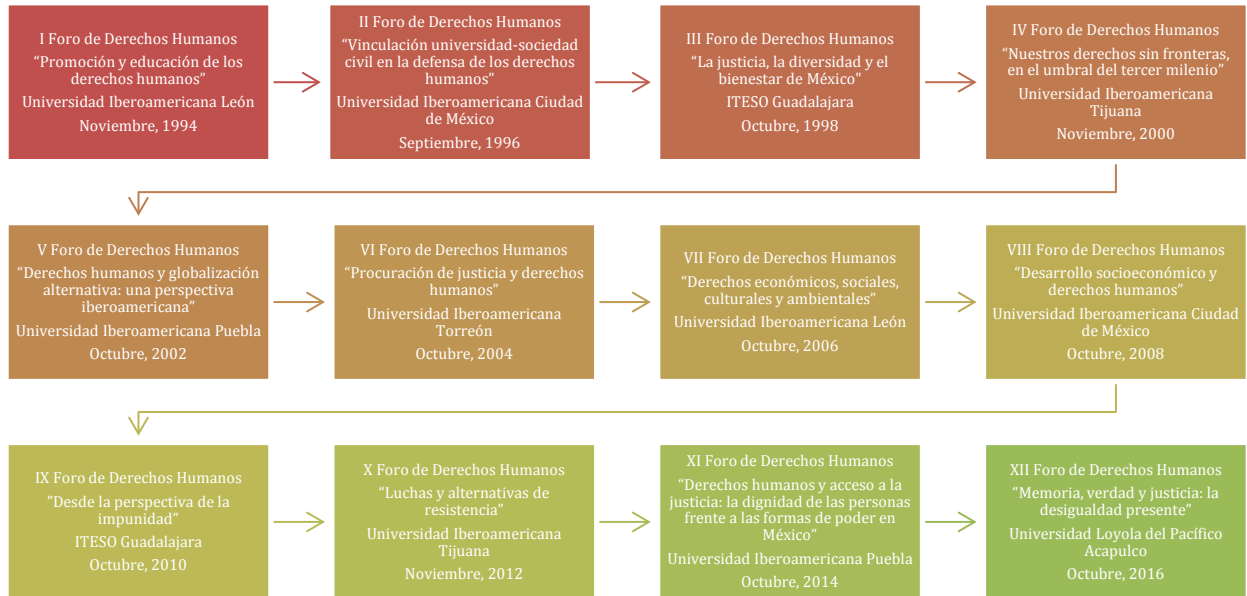 I Foro de Derechos Humanos
“Promoción y educación de los
derechos humanos”
Universidad Iberoamericana León
Noviembre, 1994
II Foro de Derechos Humanos
“Vinculación universidad-sociedad
civil en la defensa de los derechos
humanos”
Universidad Iberoamericana Ciudad
de México
Septiembre, 1996
III Foro de Derechos Humanos
“La justicia, la diversidad y el
bienestar de México"
ITESO Guadalajara
Octubre, 1998
IV Foro de Derechos Humanos
“Nuestros derechos sin fronteras,
en el umbral del tercer milenio”
Universidad Iberoamericana
Tijuana
Noviembre, 2000
V Foro de Derechos Humanos
“Derechos humanos y globalización
alternativa: una perspectiva
iberoamericana”
Universidad Iberoamericana Puebla
Octubre, 2002
VI Foro de Derechos Humanos
“Procuración de justicia y derechos
humanos”
Universidad Iberoamericana
Torreón
Octubre, 2004
VII Foro de Derechos Humanos
“Derechos económicos, sociales,
culturales y ambientales”
Universidad Iberoamericana León
Octubre, 2006
VIII Foro de Derechos Humanos
“Desarrollo socioeconómico y
derechos humanos”
Universidad Iberoamericana Ciudad
de México
Octubre, 2008
IX Foro de Derechos Humanos
”Desde la perspectiva de la
impunidad”
ITESO Guadalajara
Octubre, 2010
X Foro de Derechos Humanos
“Luchas y alternativas de
resistencia”
Universidad Iberoamericana
Tijuana
Noviembre, 2012
XI Foro de Derechos Humanos
“Derechos humanos y acceso a la
justicia: la dignidad de las personas
frente a las formas de poder en
México”
Universidad Iberoamericana Puebla
Octubre, 2014
XII Foro de Derechos Humanos
“Memoria, verdad y justicia: la
desigualdad presente”
Universidad Loyola del Pacífico
Acapulco
Octubre, 2016